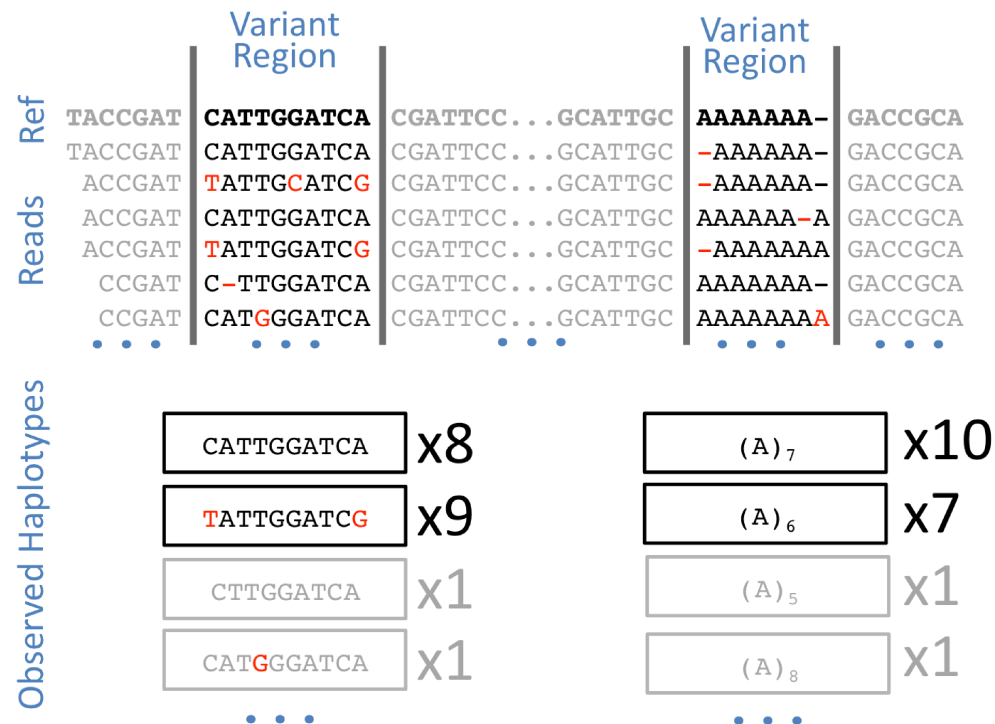 Variant Region Variant Region
Ref TACCGAT CATTGGATCA CGATTCC...GCATTGC AAAAAAA- GACCGCA
Reads
TACCGAT CATTGGATCA CGATTCC...GCATTGC -AAAAAA- GACCGCA
ACCGAT TATTGCATCG CGATTCC...GCATTGC -AAAAAA- GACCGCA
ACCGAT CATTGGATCA CGATTCC...GCATTGC AAAAAA-A GACCGCA
ACCGAT TATTGGATCG CGATTCC...GCATTGC -AAAAAAA GACCGCA
CCGAT C-TTGGATCA CGATTCC...GCATTGC AAAAAAA- GACCGCA
CCGAT CATGGGATCA CGATTCC...GCATTGC AAAAAAAA GACCGCA
... ... ... ... ...
Observed Haplotypes
CATTGGATCA x8 (A)₇ x10
TATTGGATCG x9 (A)₆ x7
CTTGGATCA x1 (A)₅ x1
CATGGGATCA x1 (A)₈ x1
... ...